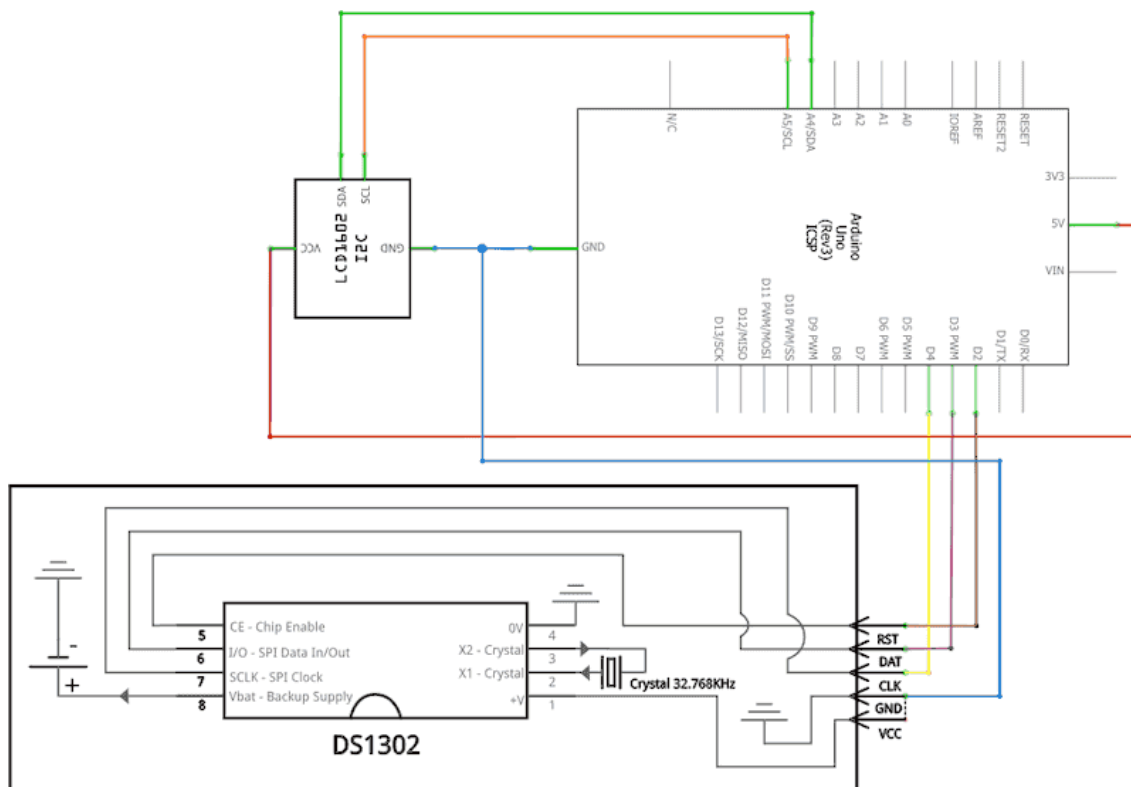 N/C
A5/SCL
A4/SDA
A3
A2
A1
A0
IOREF
AREF
RESET2
RESET
SDA
SCL
LCD1602
I2C
VCC
GND
GND
Arduino
Uno
(Rev3)
ICSP
3V3
5V
VIN
D13/SCK
D12/MISO
D11 PWM/MOSI
D10 PWM/SS
D9 PWM
D8
D7
D6 PWM
D5 PWM
D4
D3 PWM
D2
D1/TX
D0/RX
-
+
5
6
7
8
CE - Chip Enable
I/O - SPI Data In/Out
SCLK - SPI Clock
Vbat - Backup Supply
0V
X2 - Crystal
X1 - Crystal
+V
4
3
2
1
Crystal 32.768KHz
DS1302
RST
DAT
CLK
GND
VCC